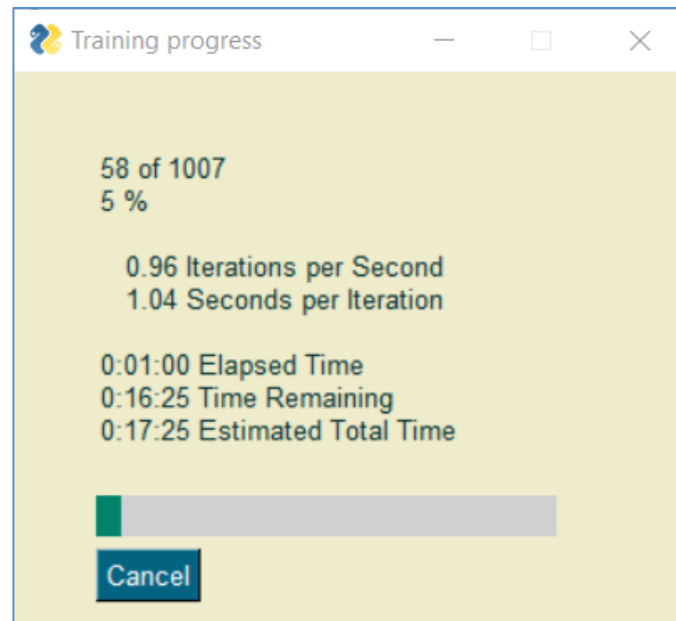 Training progress
58 of 1007
5 %
0.96 Iterations per Second
1.04 Seconds per Iteration
0:01:00 Elapsed Time
0:16:25 Time Remaining
0:17:25 Estimated Total Time
Cancel